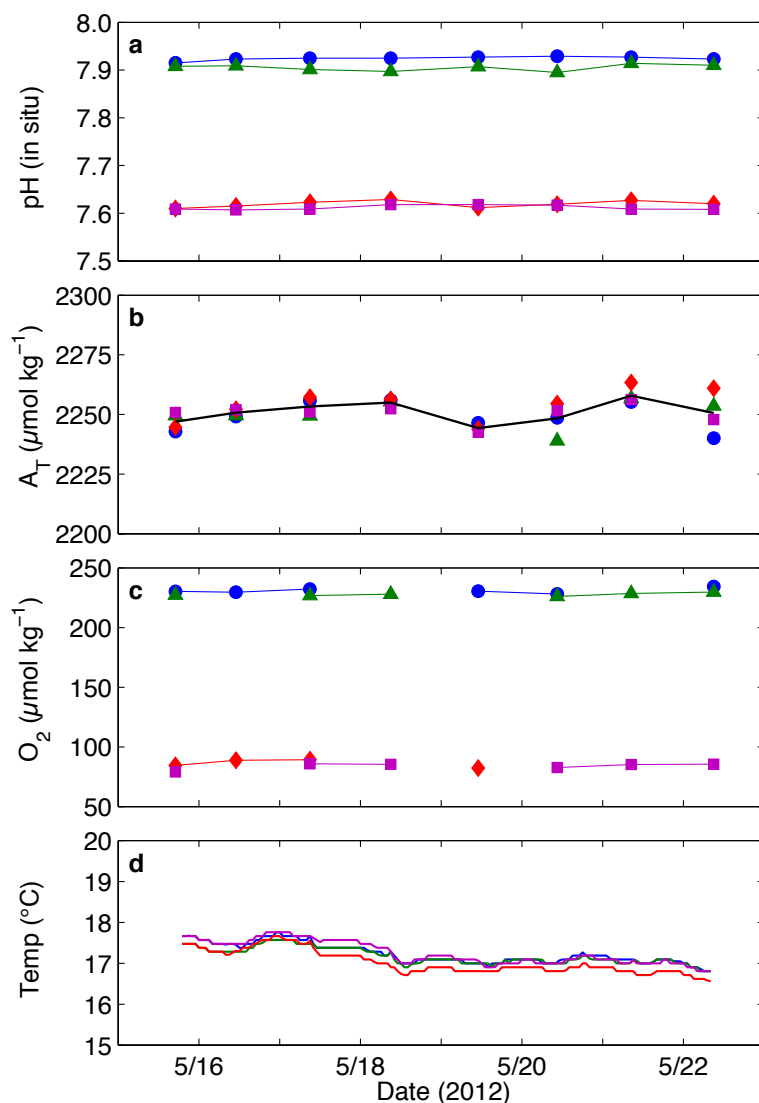 a
8.0
7.9
7.8
7.7
7.6
7.5
pH (in situ)
b
2300
2275
2250
2225
2200
A_T (µmol kg⁻¹)
c
250
200
150
100
50
O₂ (µmol kg⁻¹)
d
20
19
18
17
16
15
Temp (°C)
5/16 5/18 5/20 5/22
Date (2012)